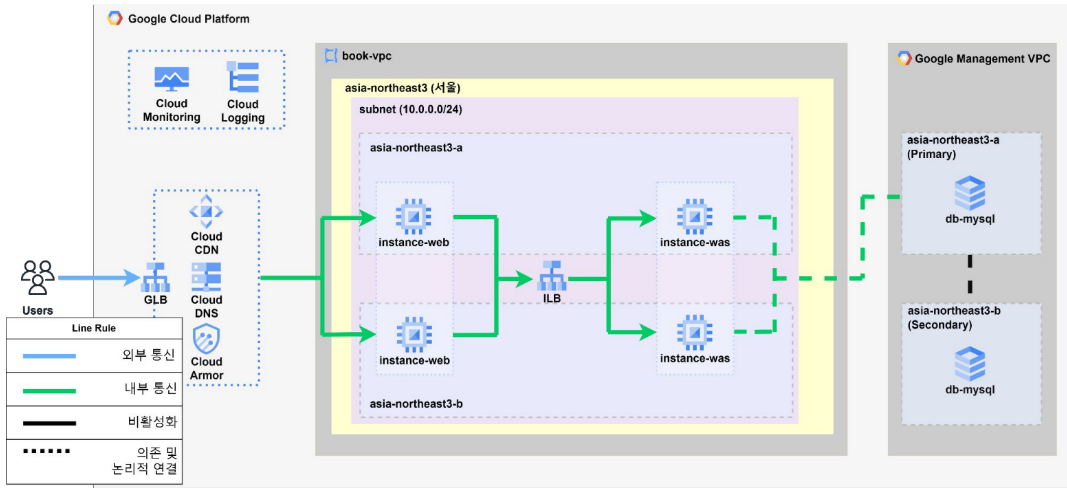 Google Cloud Platform
Cloud
Monitoring
Cloud
Logging
book-vpc
asia-northeast3 (서울)
subnet (10.0.0.0/24)
asia-northeast3-a
instance-web
instance-was
Google Management VPC
asia-northeast3-a
(Primary)
db-mysql
Users
GLB
Cloud
CDN
Cloud
DNS
Cloud
Armor
ILB
instance-web
instance-was
asia-northeast3-b
asia-northeast3-b
(Secondary)
db-mysql
Line Rule
외부 통신
내부 통신
비활성화
의존 및
논리적 연결